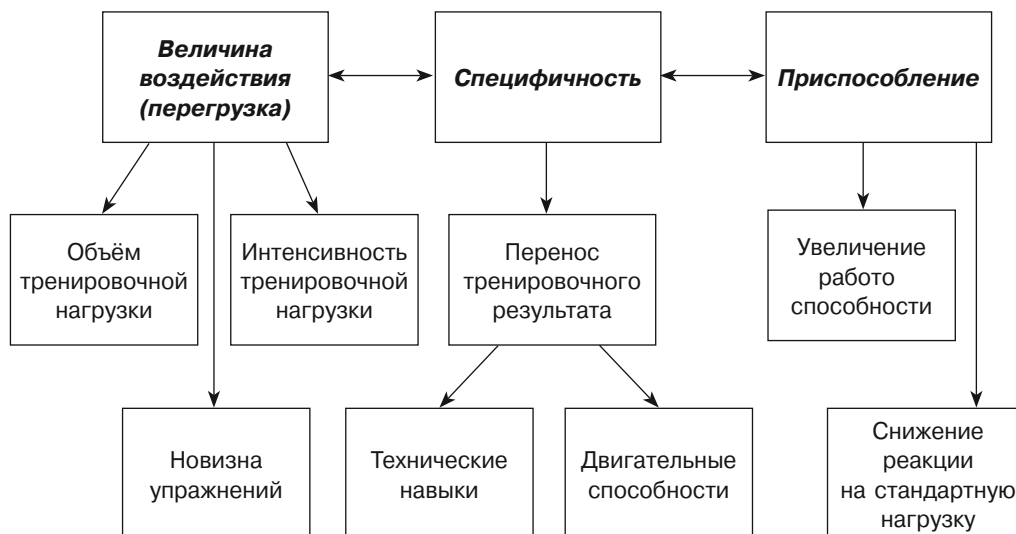 Величина
воздействия
(перегрузка)
Специфичность
Приспособление
Объём
тренировочной
нагрузки
Интенсивность
тренировочной
нагрузки
Перенос
тренировочного
результата
Увеличение
работо
способности
Новизна
упражнений
Технические
навыки
Двигательные
способности
Снижение
реакции
на стандартную
нагрузку